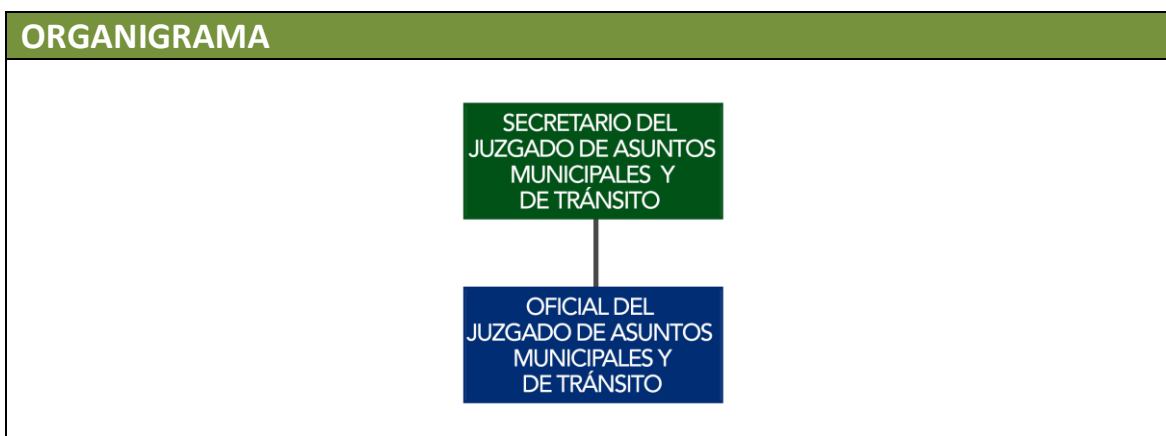 ORGANIGRAMA
SECRETARIO DEL
JUZGADO DE ASUNTOS
MUNICIPALES Y
DE TRÁNSITO
OFICIAL DEL
JUZGADO DE ASUNTOS
MUNICIPALES Y
DE TRÁNSITO